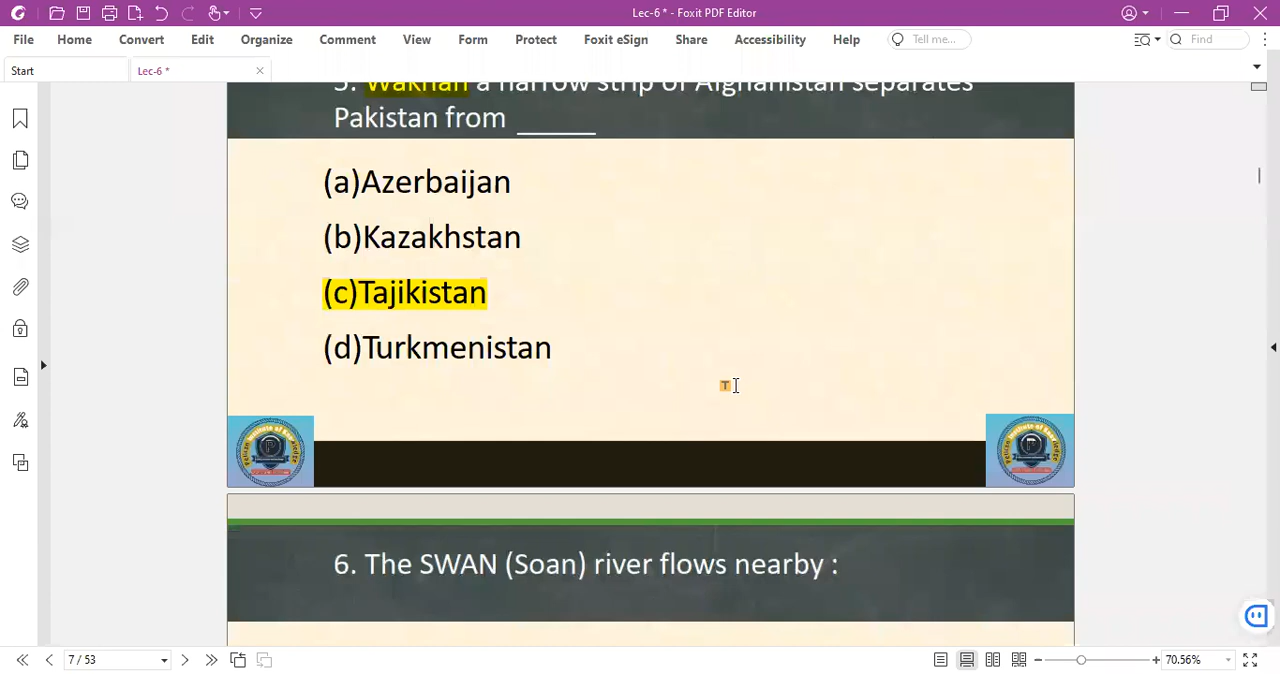 Lec-6 * - Foxit PDF Editor
File Home Convert Edit Organize Comment View Form Protect Foxit eSign Share Accessibility Help Tell me... Find
Start Lec-6 *
5. Wakhan a narrow strip of Afghanistan separates
Pakistan from ______
(a)Azerbaijan
(b)Kazakhstan
(c)Tajikistan
(d)Turkmenistan
6. The SWAN (Soan) river flows nearby :
7 / 53 70.56%